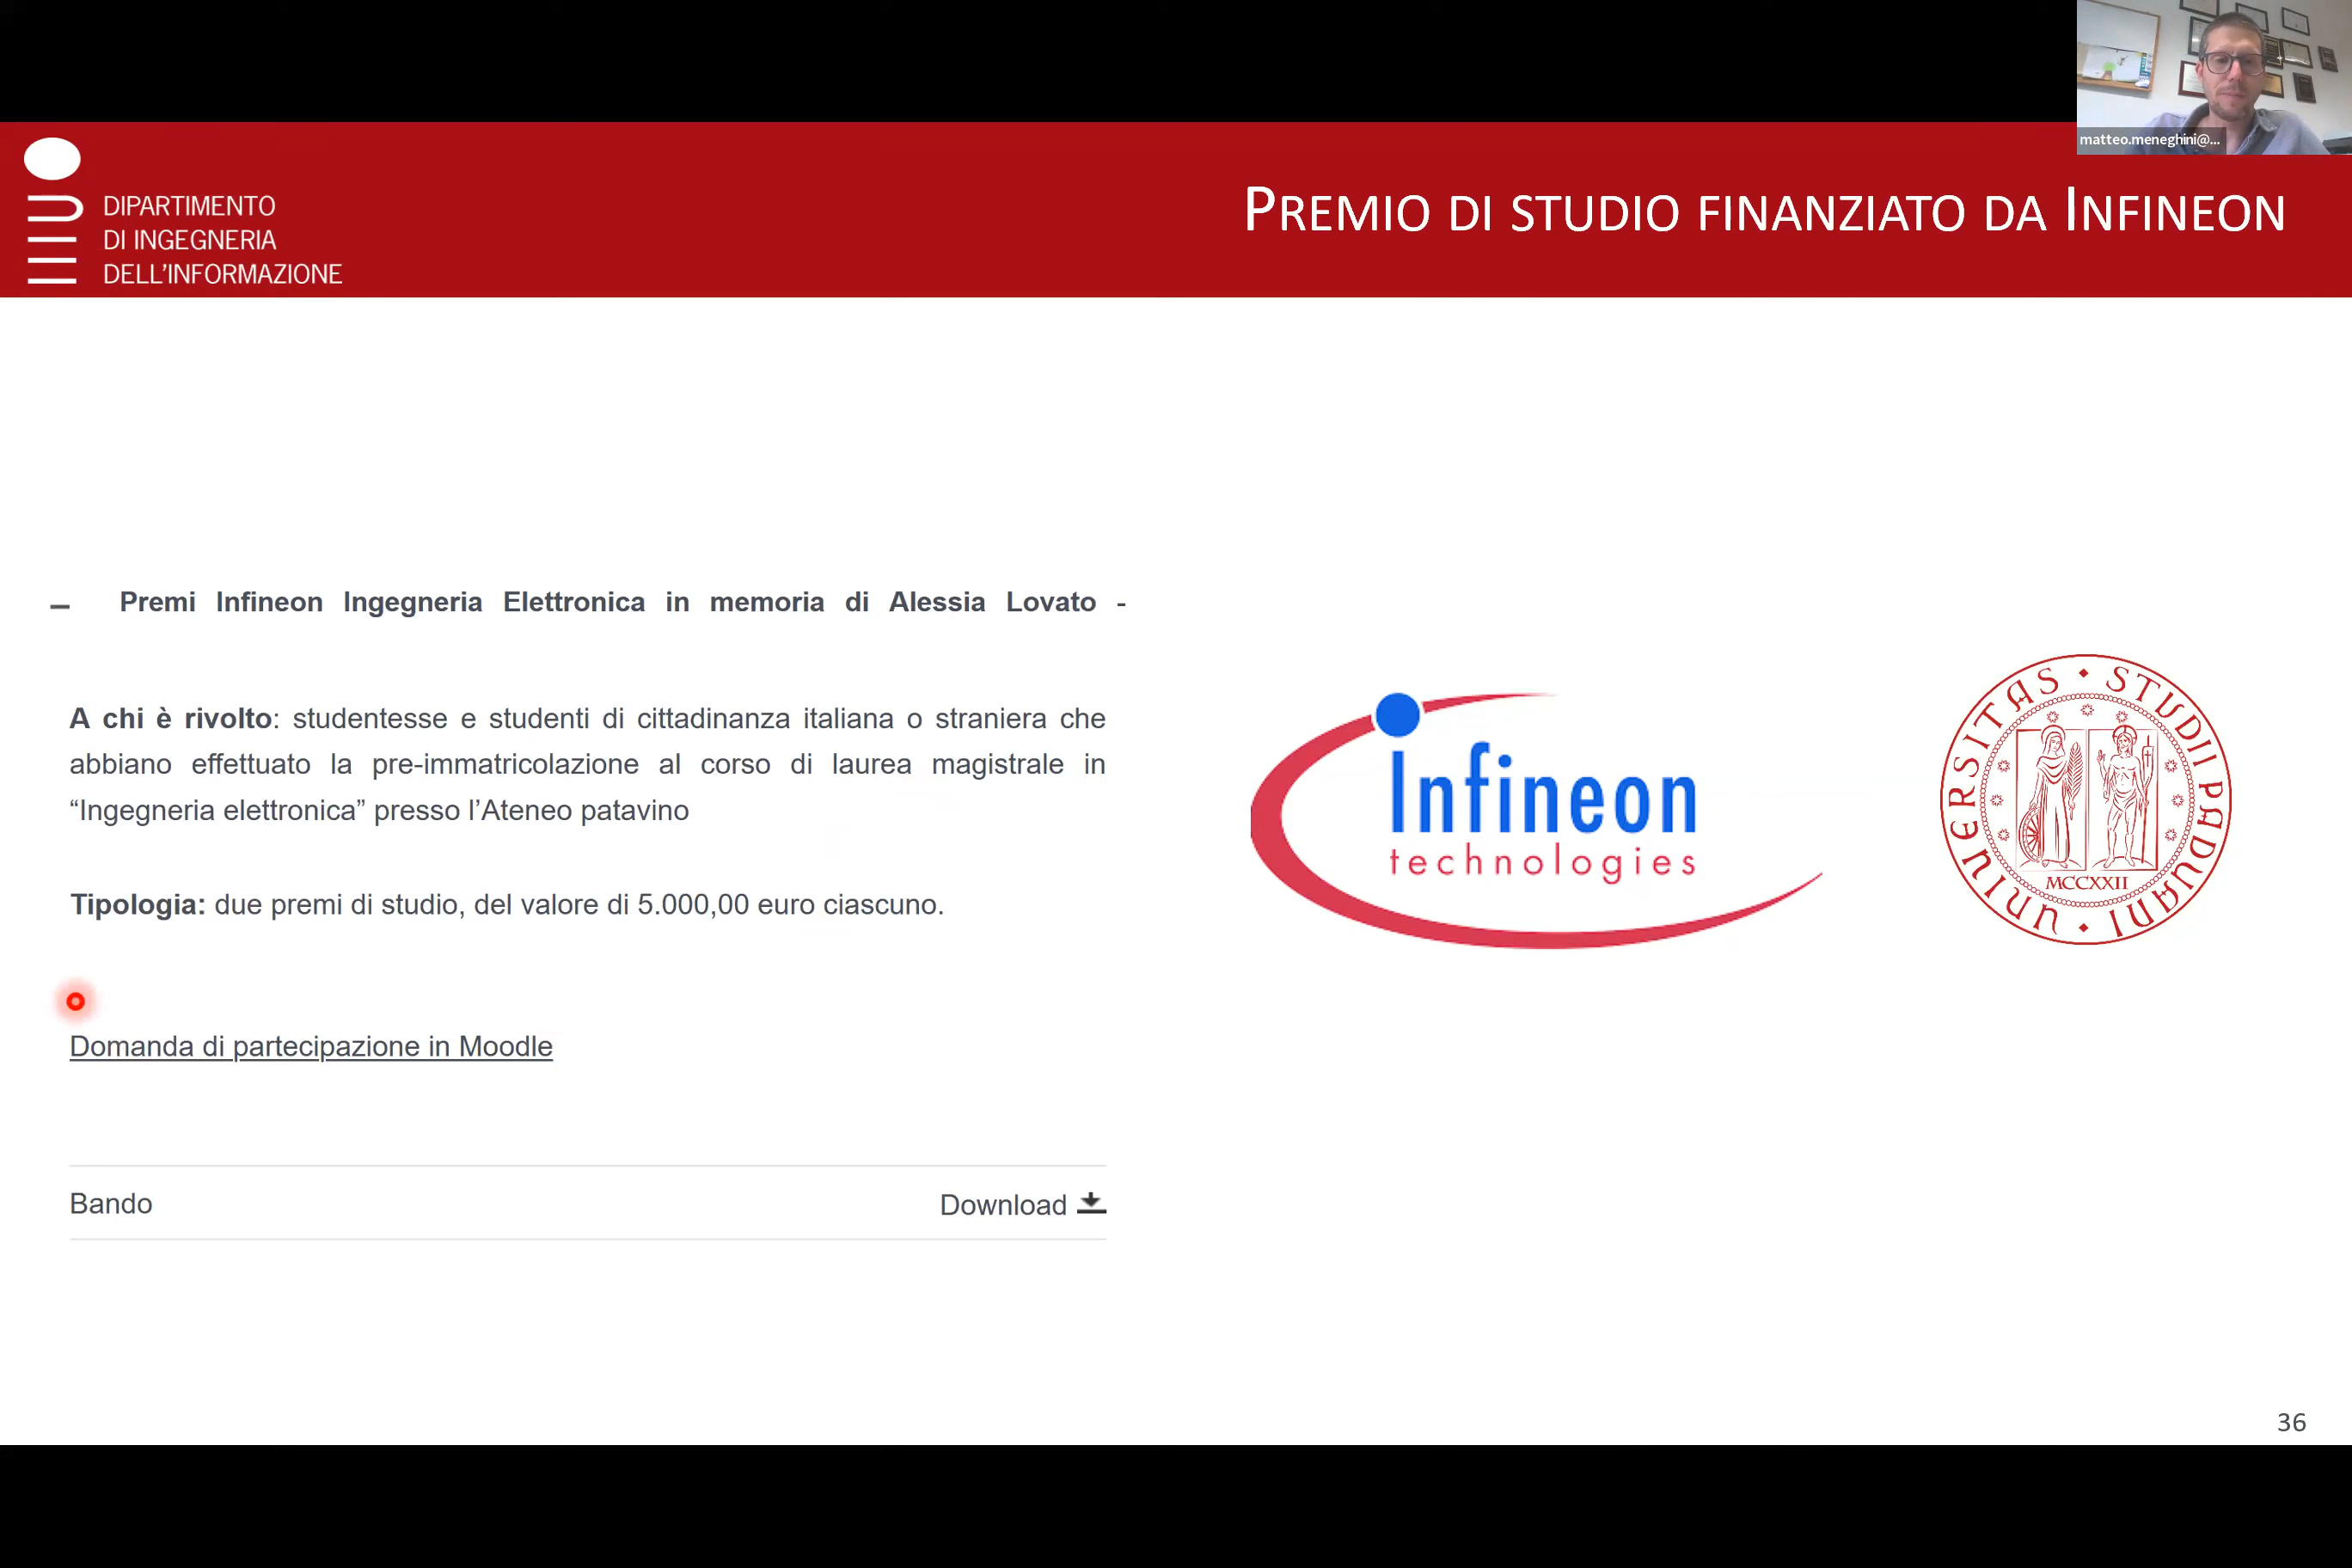 matteo.meneghini@...
DIPARTIMENTO
DI INGEGNERIA
DELL'INFORMAZIONE
PREMIO DI STUDIO FINANZIATO DA INFINEON
– Premi Infineon Ingegneria Elettronica in memoria di Alessia Lovato -
A chi è rivolto: studentesse e studenti di cittadinanza italiana o straniera che
abbiano effettuato la pre-immatricolazione al corso di laurea magistrale in
“Ingegneria elettronica” presso l’Ateneo patavino
Tipologia: due premi di studio, del valore di 5.000,00 euro ciascuno.
Domanda di partecipazione in Moodle
Bando Download
Infineon
technologies
UNIVERSITAS STUDII PADUANI
MCCXXII
36